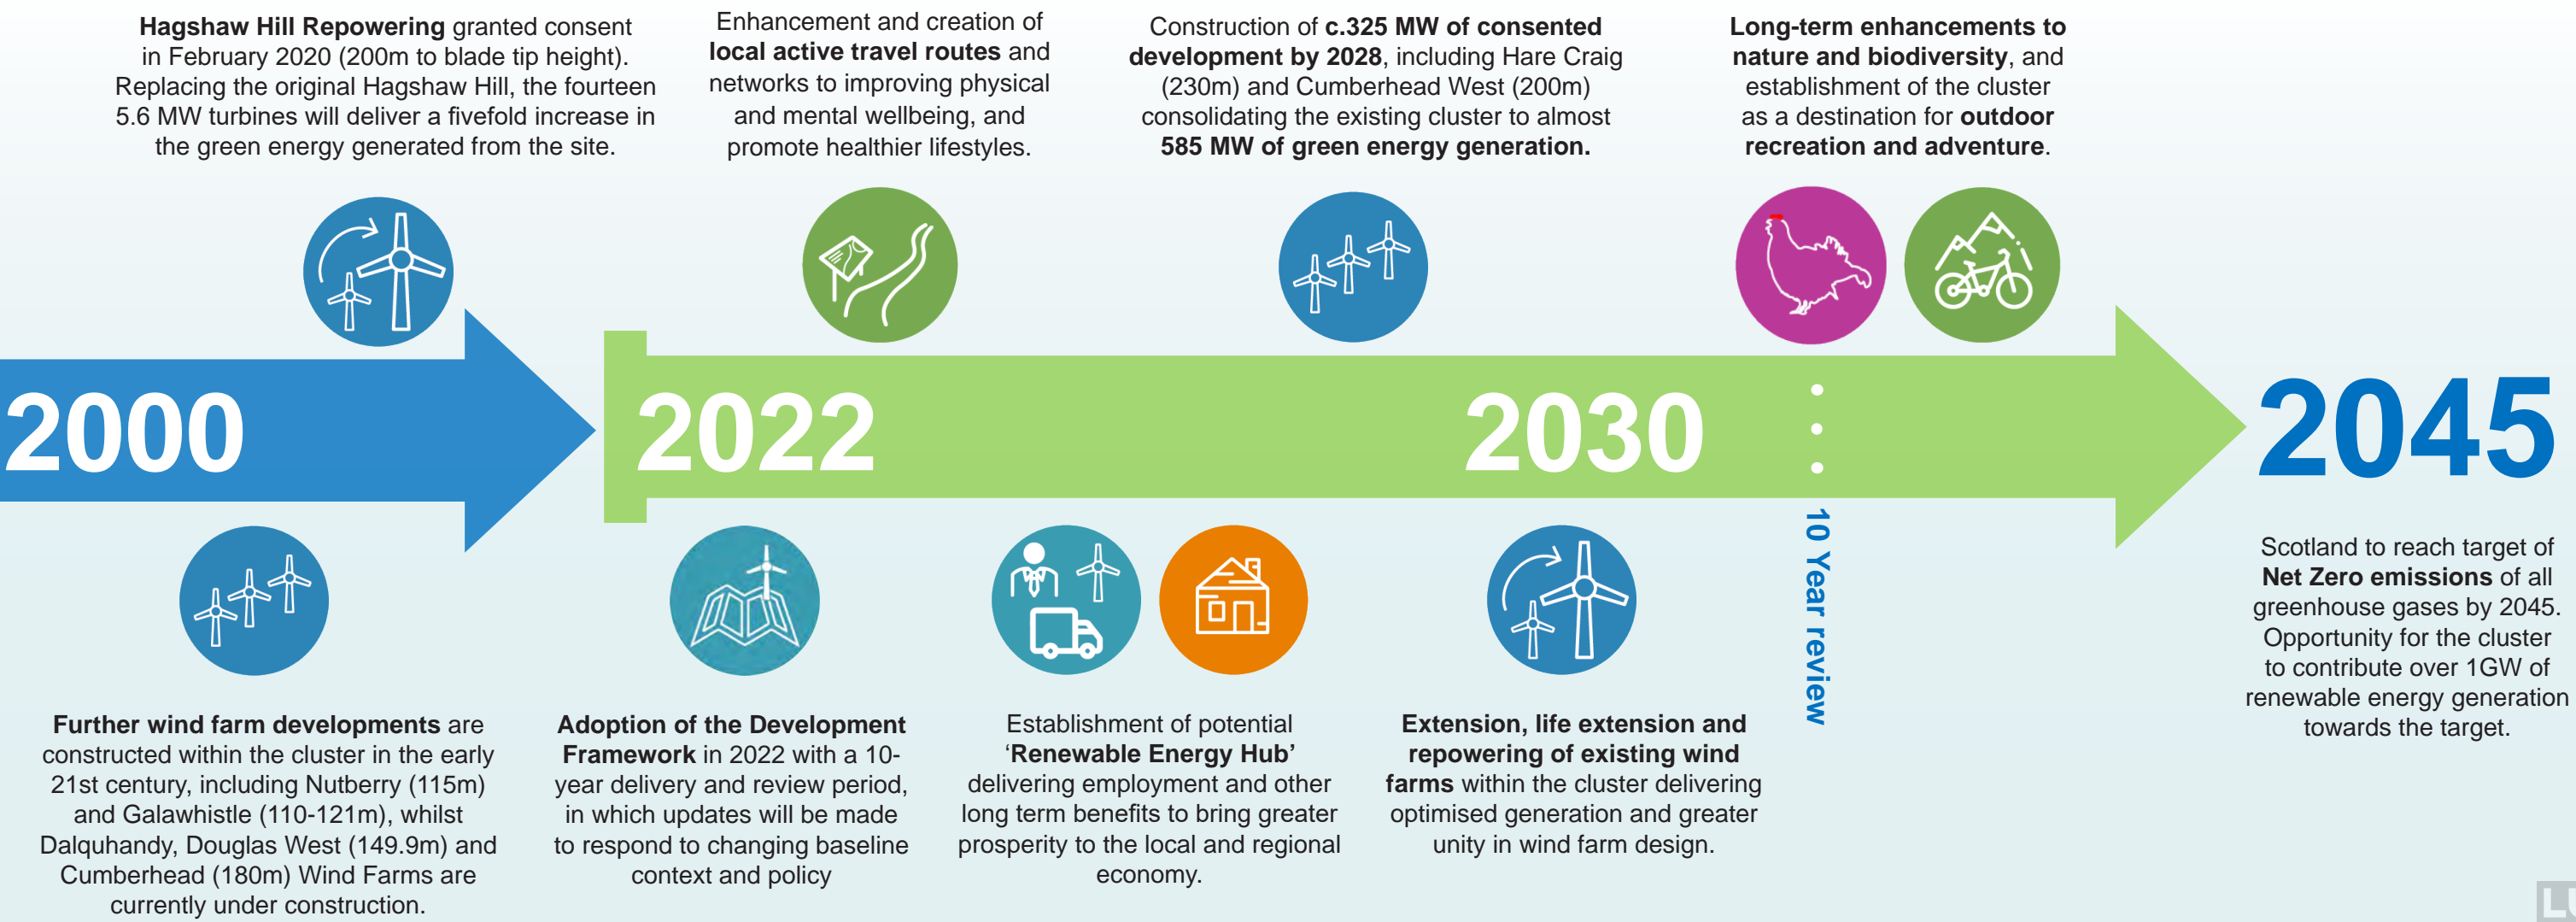 Hagshaw Hill Repowering granted consent
in February 2020 (200m to blade tip height).
Replacing the original Hagshaw Hill, the fourteen
5.6 MW turbines will deliver a fivefold increase in
the green energy generated from the site.
Enhancement and creation of
local active travel routes and
networks to improving physical
and mental wellbeing, and
promote healthier lifestyles.
Construction of c.325 MW of consented
development by 2028, including Hare Craig
(230m) and Cumberhead West (200m)
consolidating the existing cluster to almost
585 MW of green energy generation.
Long-term enhancements to
nature and biodiversity, and
establishment of the cluster
as a destination for outdoor
recreation and adventure.
2000
2022
2030
2045
10 Year review
Further wind farm developments are
constructed within the cluster in the early
21st century, including Nutberry (115m)
and Galawhistle (110-121m), whilst
Dalquhandy, Douglas West (149.9m) and
Cumberhead (180m) Wind Farms are
currently under construction.
Adoption of the Development
Framework in 2022 with a 10-
year delivery and review period,
in which updates will be made
to respond to changing baseline
context and policy
Establishment of potential
‘Renewable Energy Hub’
delivering employment and other
long term benefits to bring greater
prosperity to the local and regional
economy.
Extension, life extension and
repowering of existing wind
farms within the cluster delivering
optimised generation and greater
unity in wind farm design.
Scotland to reach target of
Net Zero emissions of all
greenhouse gases by 2045.
Opportunity for the cluster
to contribute over 1GW of
renewable energy generation
towards the target.